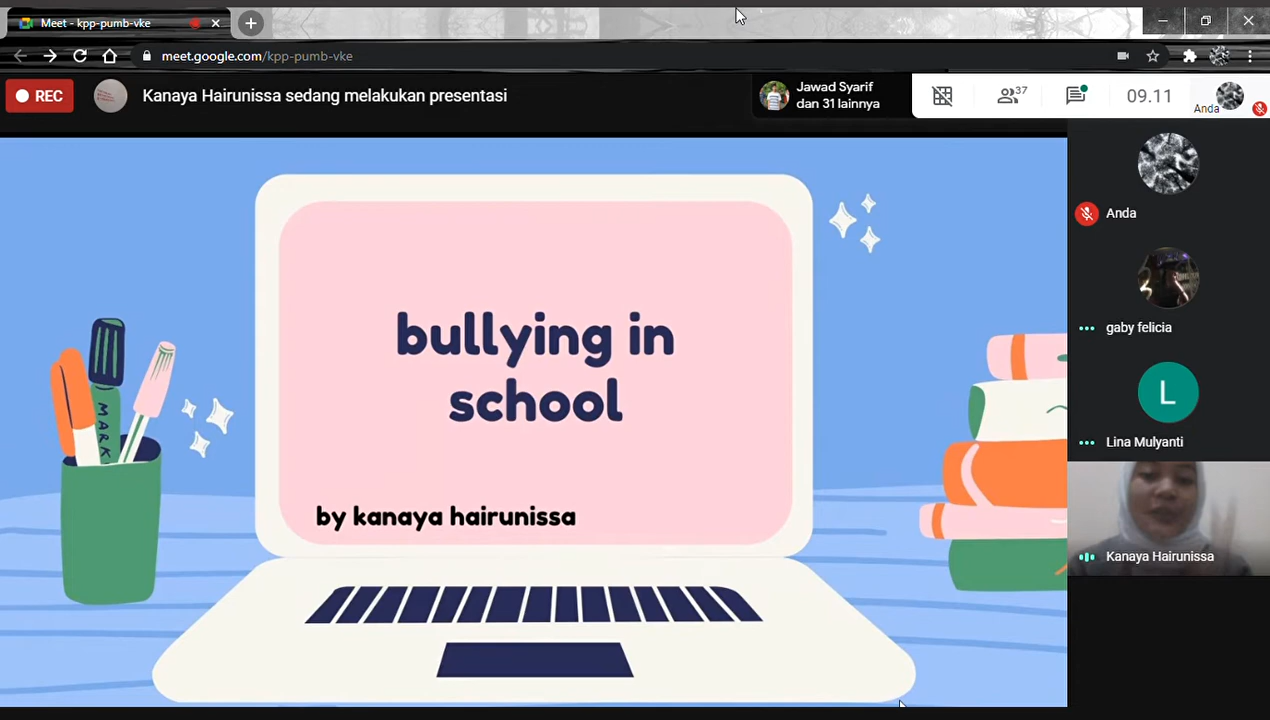 Meet - kpp-pumb-vke
meet.google.com/kpp-pumb-vke
REC
Kanaya Hairunissa sedang melakukan presentasi
Jawad Syarif
dan 31 lainnya
37
09.11
Anda
Anda
gaby felicia
L
Lina Mulyanti
Kanaya Hairunissa
bullying in
school
by kanaya hairunissa
MARK